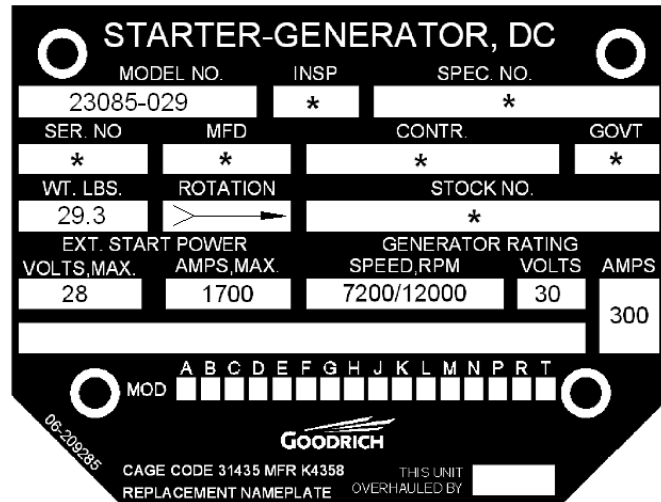 STARTER-GENERATOR, DC
MODEL NO. INSP SPEC. NO.
23085-029 * *
SER. NO MFD CONTR. GOVT
* * * *
WT. LBS. ROTATION STOCK NO.
29.3 *
EXT. START POWER GENERATOR RATING
VOLTS,MAX. AMPS,MAX. SPEED,RPM VOLTS AMPS
28 1700 7200/12000 30 300
A B C D E F G H J K L M N P R T
MOD
GOODRICH
06-209285
CAGE CODE 31435 MFR K4358 THIS UNIT
REPLACEMENT NAMEPLATE OVERHAULED BY